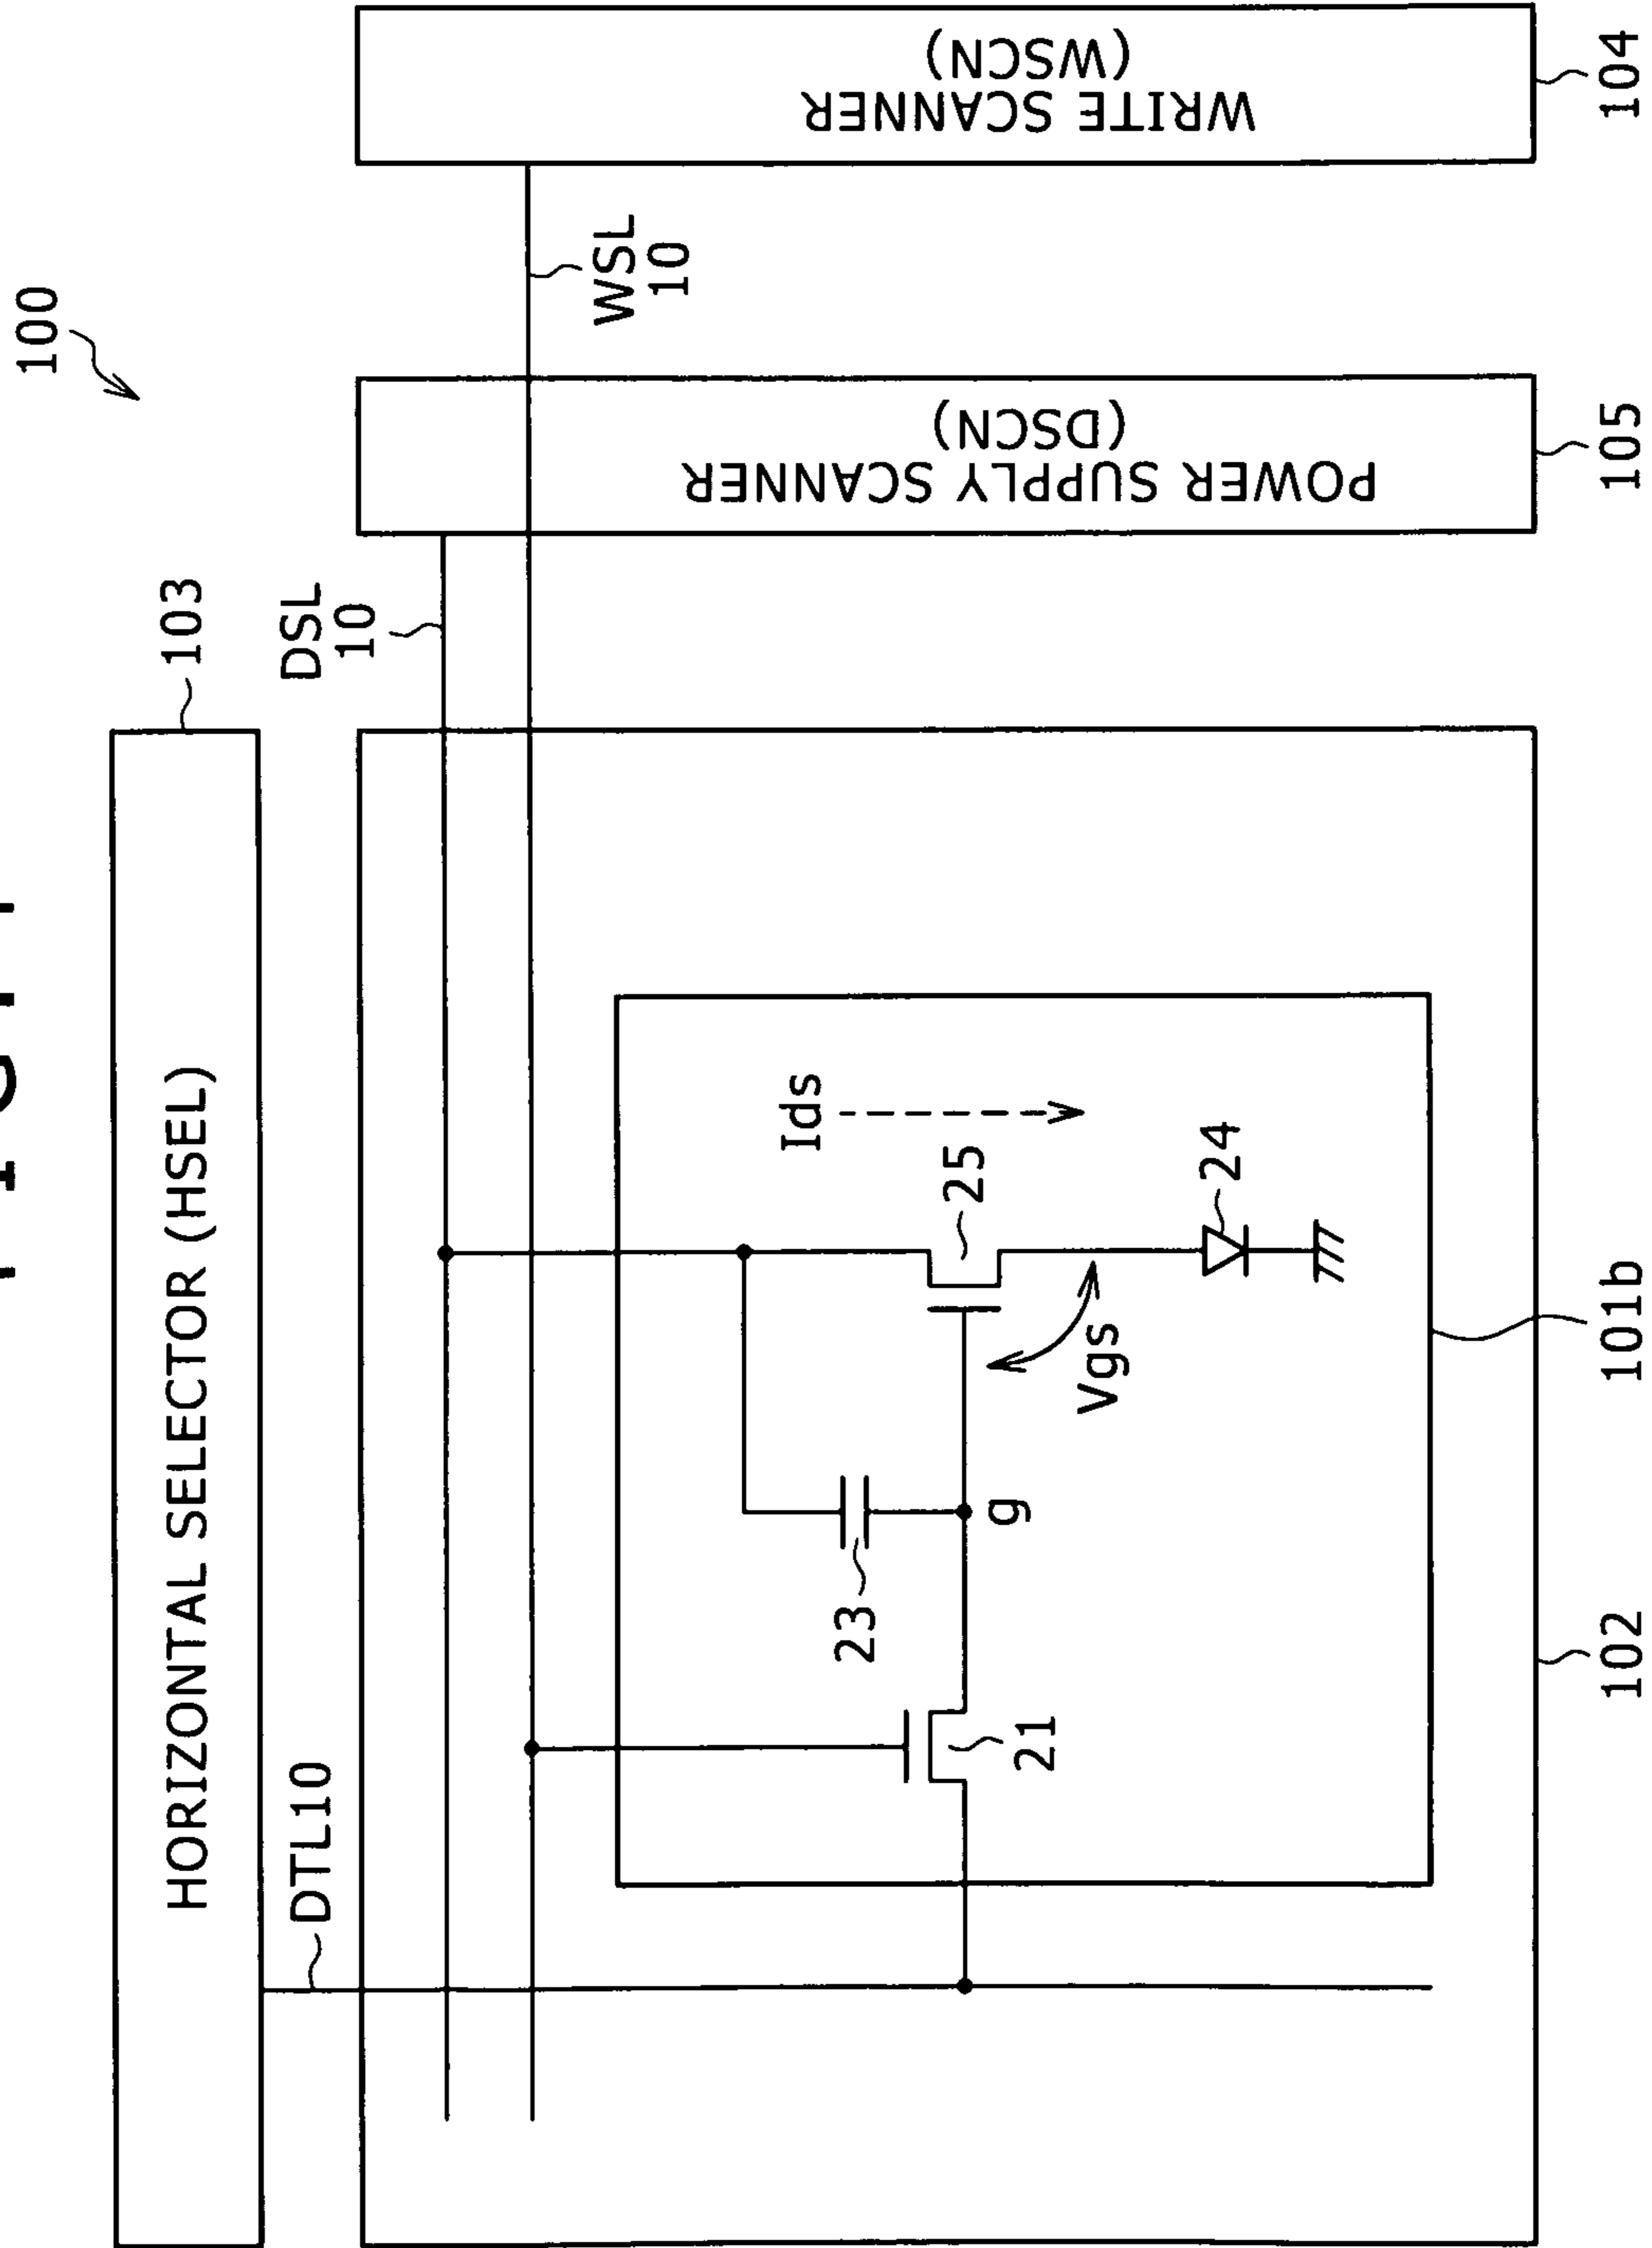 100
HORIZONTAL SELECTOR (HSEL)
103
DTL10
DSL
10
WSL
10
POWER SUPPLY SCANNER
(DSCN)
WRITE SCANNER
(WSCN)
Ids
23
25
g
Vgs
21
24
102
101b
105
104